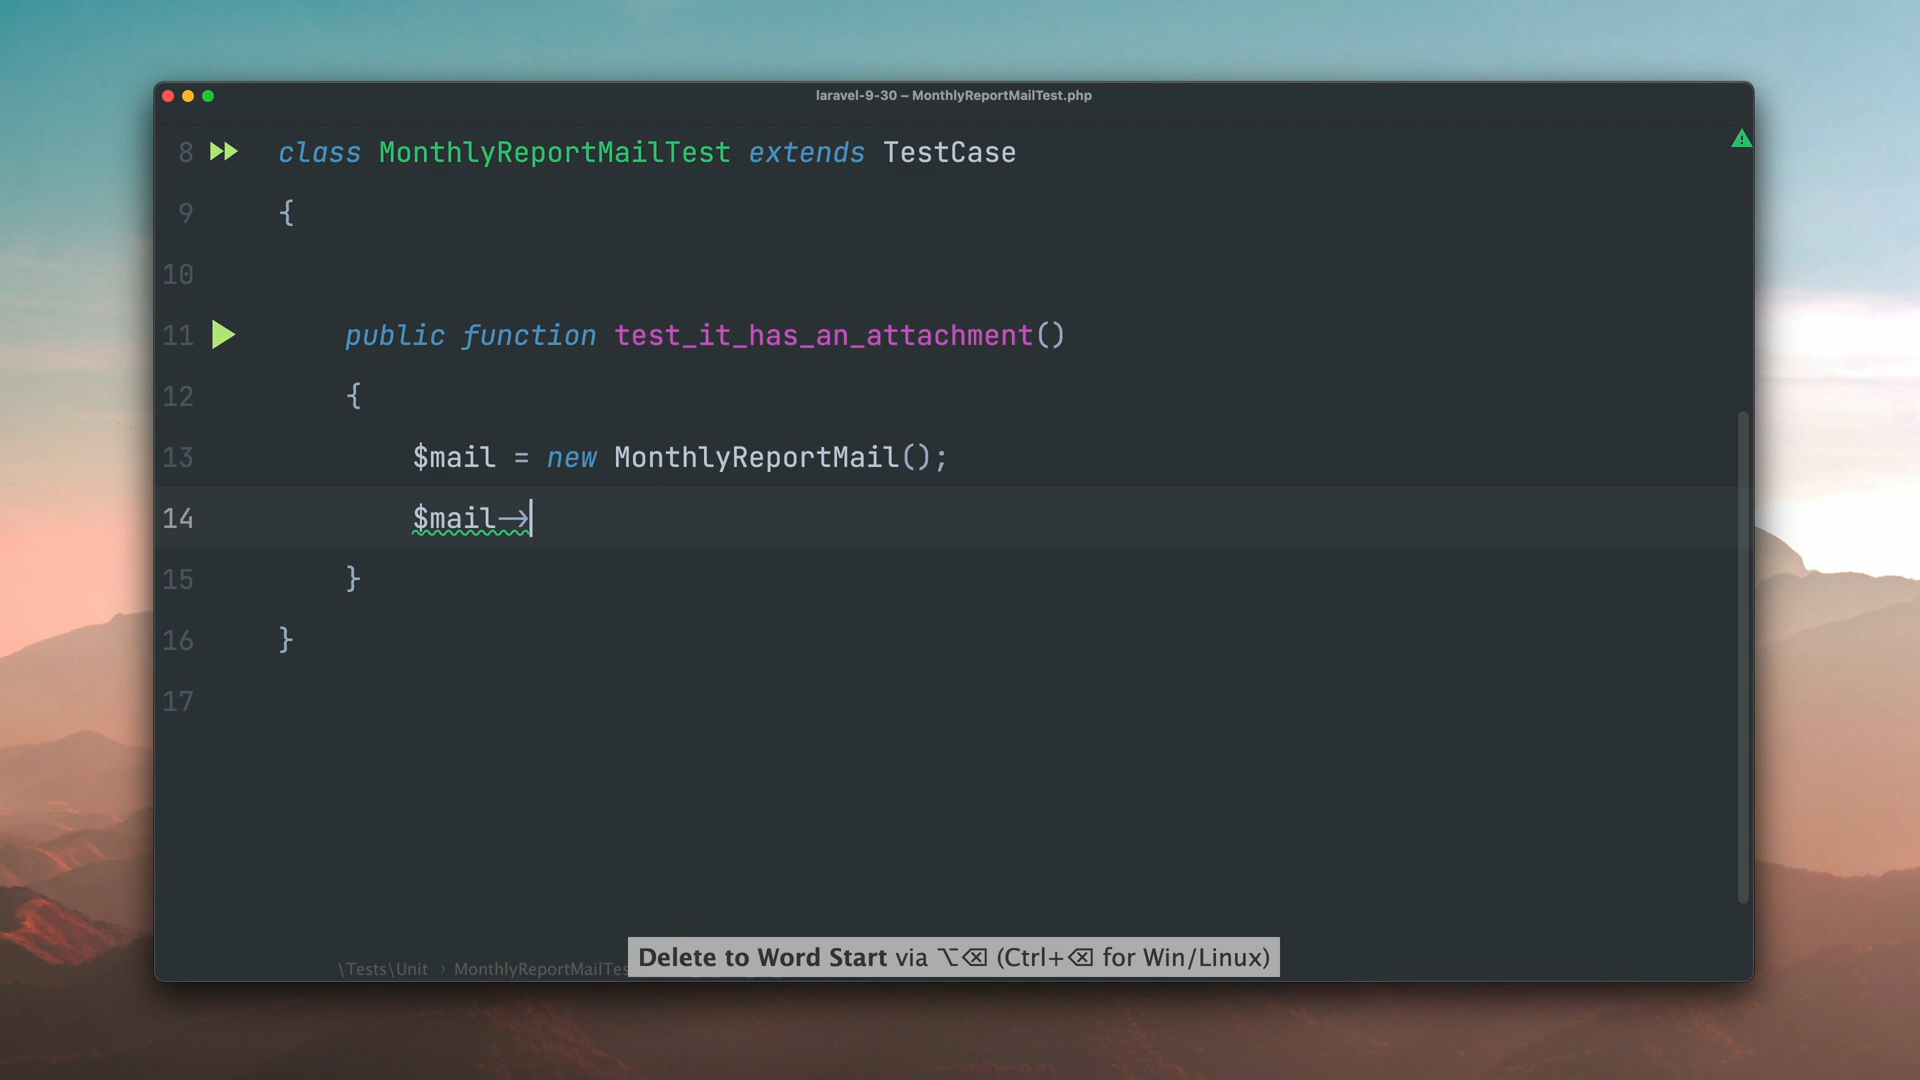 laravel-9-30 – MonthlyReportMailTest.php
8 class MonthlyReportMailTest extends TestCase
9 {
10
11 public function test_it_has_an_attachment()
12 {
13 $mail = new MonthlyReportMail();
14 $mail->
15 }
16 }
17
Delete to Word Start via ⌥⌫ (Ctrl+⌫ for Win/Linux)
\Tests\Unit › MonthlyReportMailTes